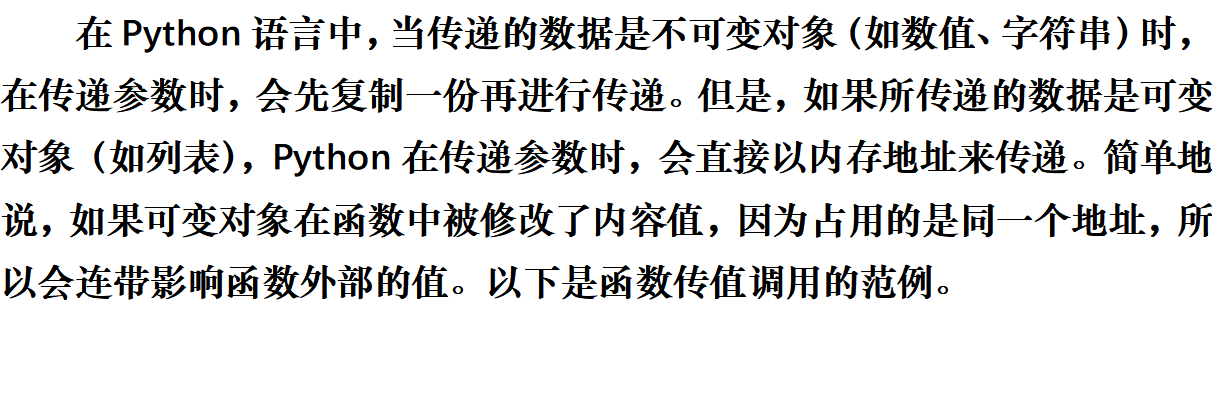 在 Python 语言中，当传递的数据是不可变对象（如数值、字符串）时，
在传递参数时，会先复制一份再进行传递。但是，如果所传递的数据是可变
对象（如列表），Python 在传递参数时，会直接以内存地址来传递。简单地
说，如果可变对象在函数中被修改了内容值，因为占用的是同一个地址，所
以会连带影响函数外部的值。以下是函数传值调用的范例。